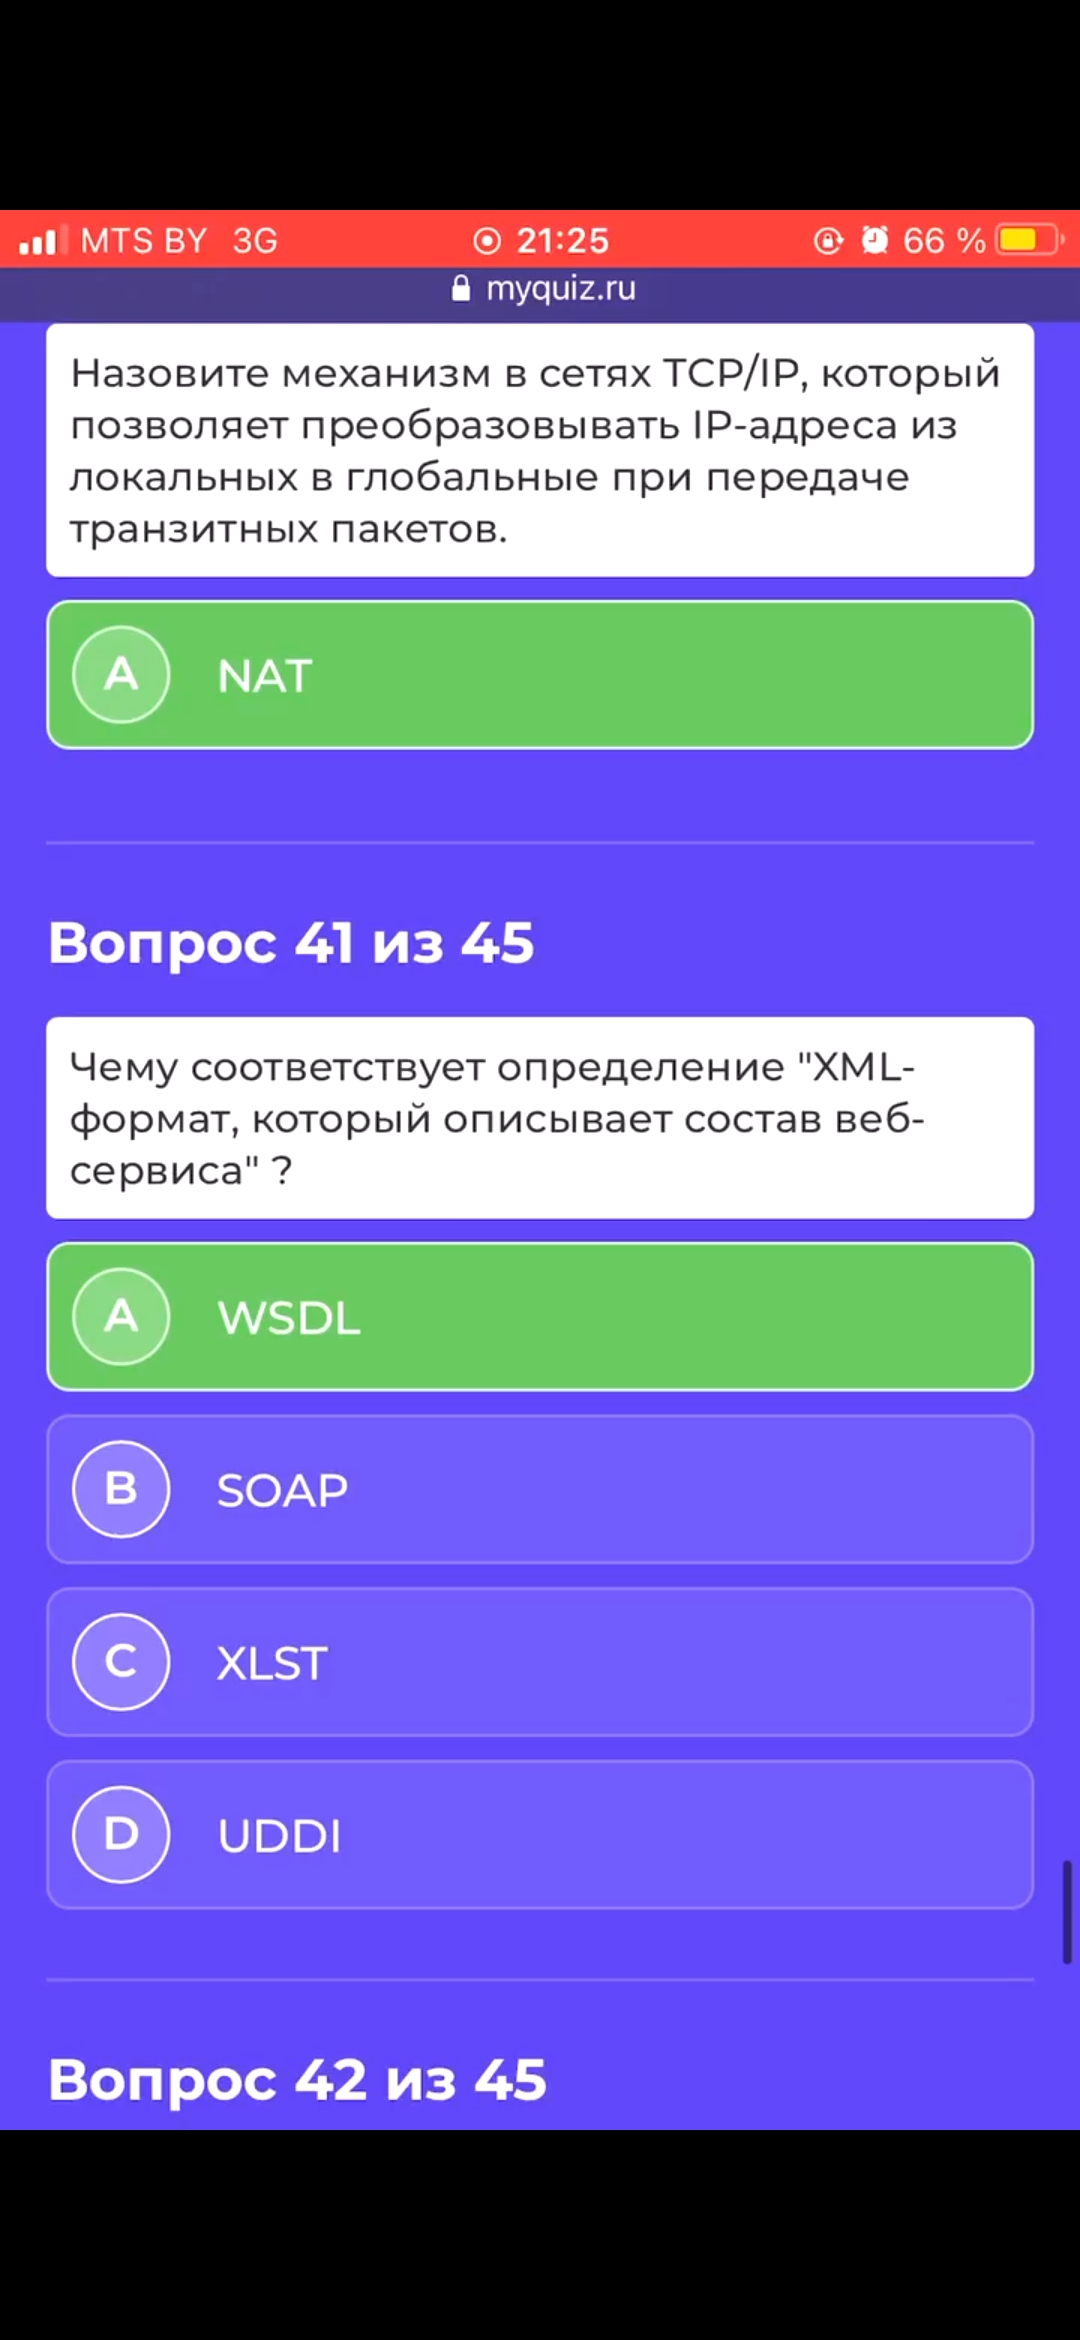 MTS BY 3G 21:25 66 %
myquiz.ru
Назовите механизм в сетях TCP/IP, который
позволяет преобразовывать IP-адреса из
локальных в глобальные при передаче
транзитных пакетов.
A NAT
Вопрос 41 из 45
Чему соответствует определение "XML-
формат, который описывает состав веб-
сервиса" ?
A WSDL
B SOAP
C XLST
D UDDI
Вопрос 42 из 45